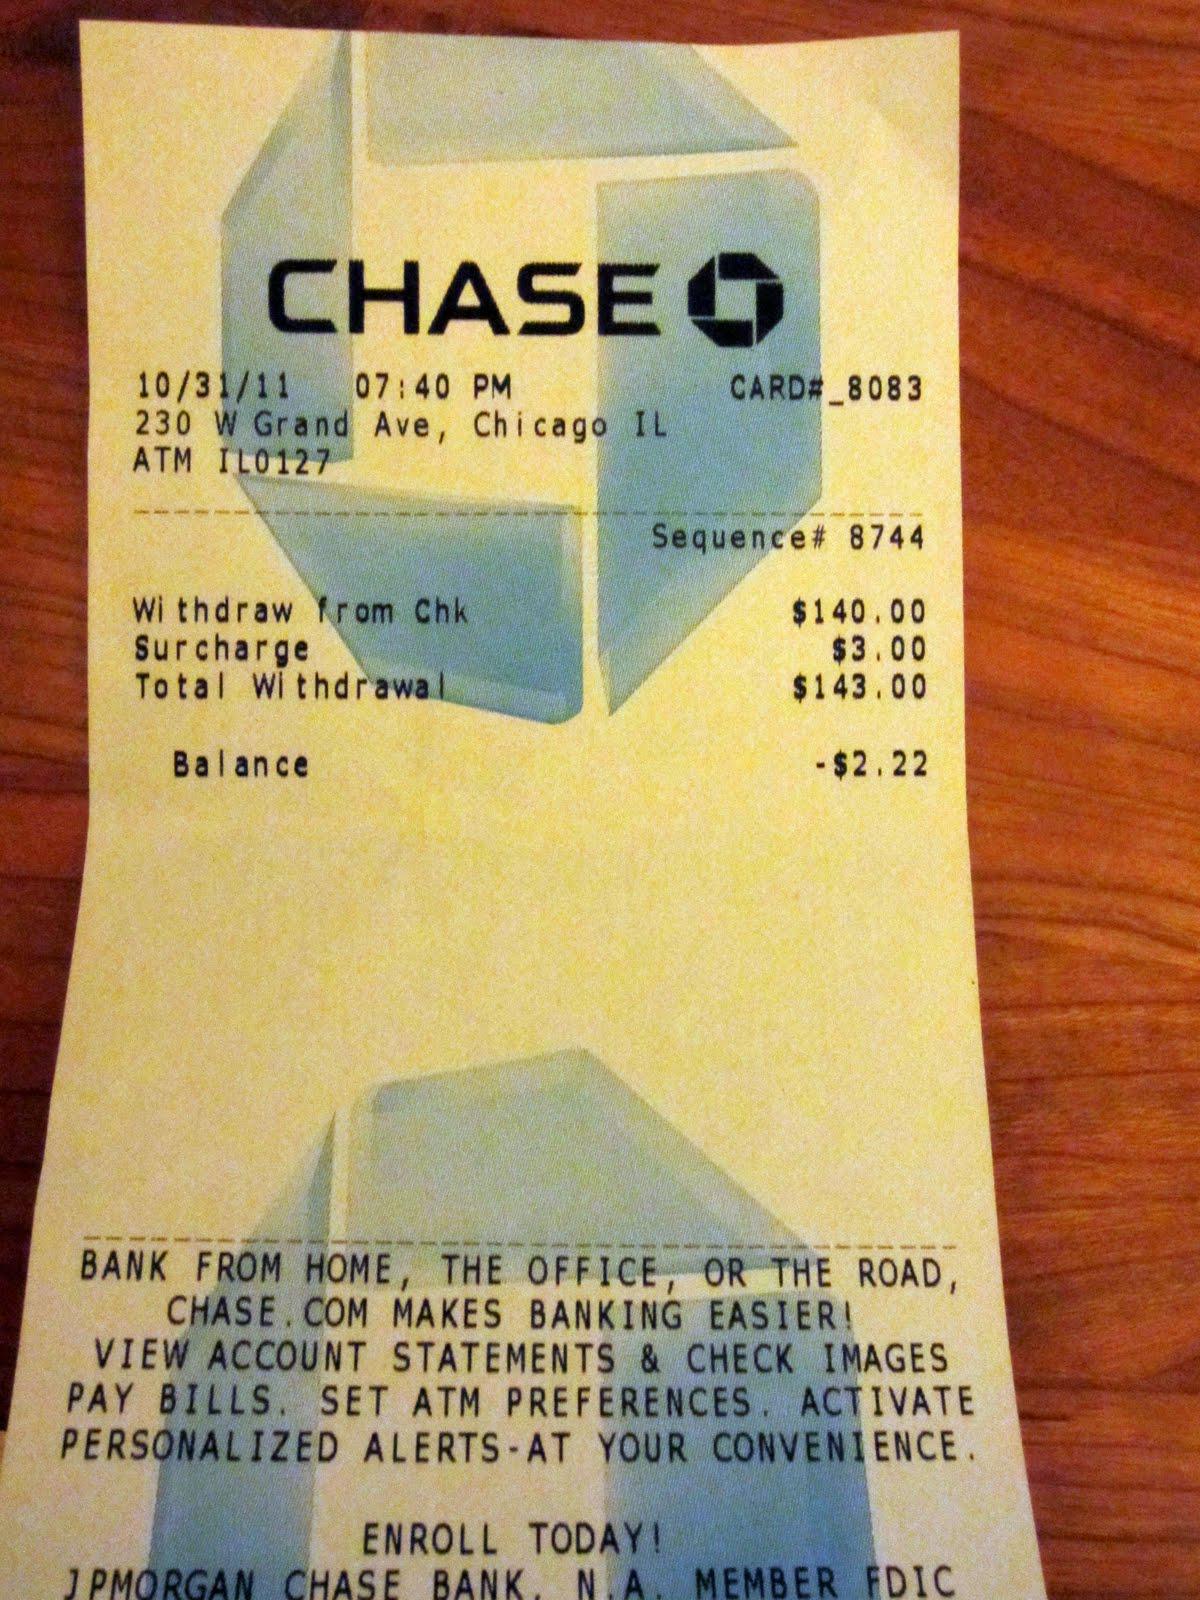 CHASE
10/31/11 07:40 PM CARD#_8083
230 W Grand Ave, Chicago IL
ATM IL0127
Sequence# 8744
Withdraw from Chk $140.00
Surcharge $3.00
Total Withdrawal $143.00
Balance -$2.22
BANK FROM HOME, THE OFFICE, OR THE ROAD,
CHASE.COM MAKES BANKING EASIER!
VIEW ACCOUNT STATEMENTS & CHECK IMAGES
PAY BILLS. SET ATM PREFERENCES. ACTIVATE
PERSONALIZED ALERTS-AT YOUR CONVENIENCE.
ENROLL TODAY!
JPMORGAN CHASE BANK, N.A. MEMBER FDIC